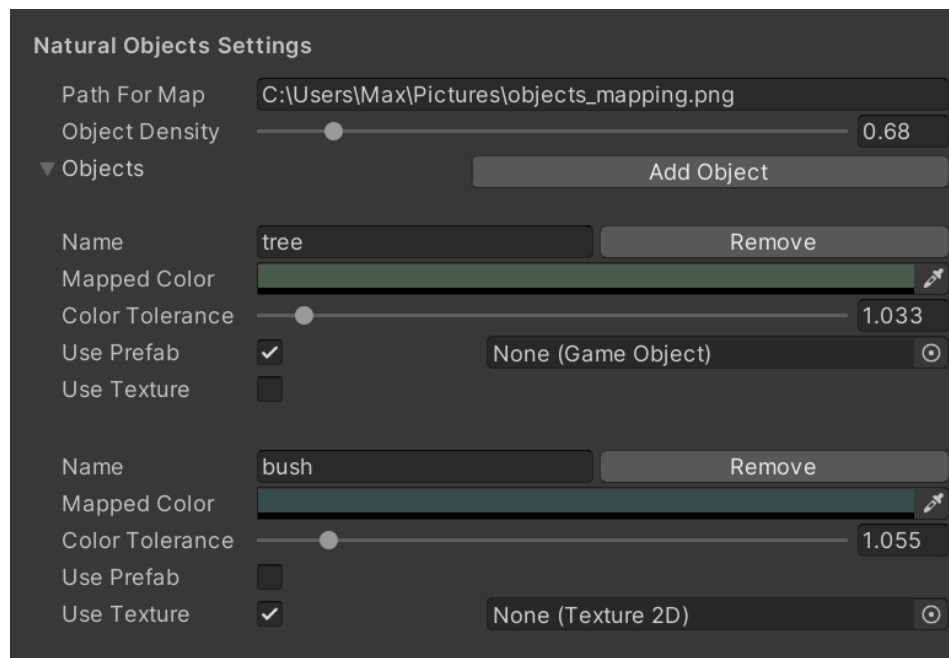 Natural Objects Settings
Path For Map C:\Users\Max\Pictures\objects_mapping.png
Object Density 0.68
Objects Add Object
Name tree Remove
Mapped Color
Color Tolerance 1.033
Use Prefab None (Game Object)
Use Texture
Name bush Remove
Mapped Color
Color Tolerance 1.055
Use Prefab
Use Texture None (Texture 2D)